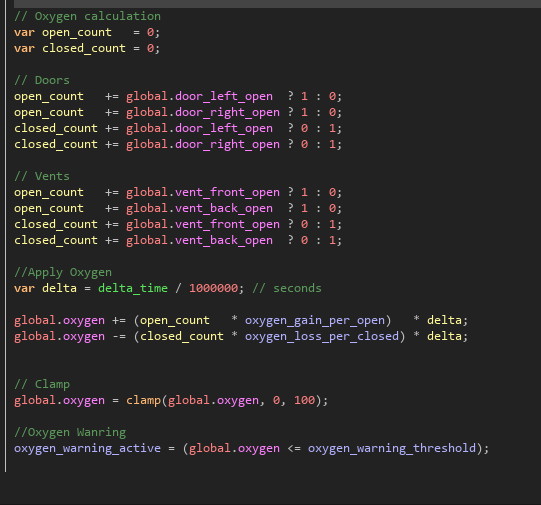 // Oxygen calculation
var open_count   = 0;
var closed_count = 0;

// Doors
open_count   += global.door_left_open  ? 1 : 0;
open_count   += global.door_right_open ? 1 : 0;
closed_count += global.door_left_open  ? 0 : 1;
closed_count += global.door_right_open ? 0 : 1;

// Vents
open_count   += global.vent_front_open ? 1 : 0;
open_count   += global.vent_back_open  ? 1 : 0;
closed_count += global.vent_front_open ? 0 : 1;
closed_count += global.vent_back_open  ? 0 : 1;

//Apply Oxygen
var delta = delta_time / 1000000; // seconds

global.oxygen += (open_count   * oxygen_gain_per_open)   * delta;
global.oxygen -= (closed_count * oxygen_loss_per_closed) * delta;


// Clamp
global.oxygen = clamp(global.oxygen, 0, 100);

//Oxygen Wanring
oxygen_warning_active = (global.oxygen <= oxygen_warning_threshold);